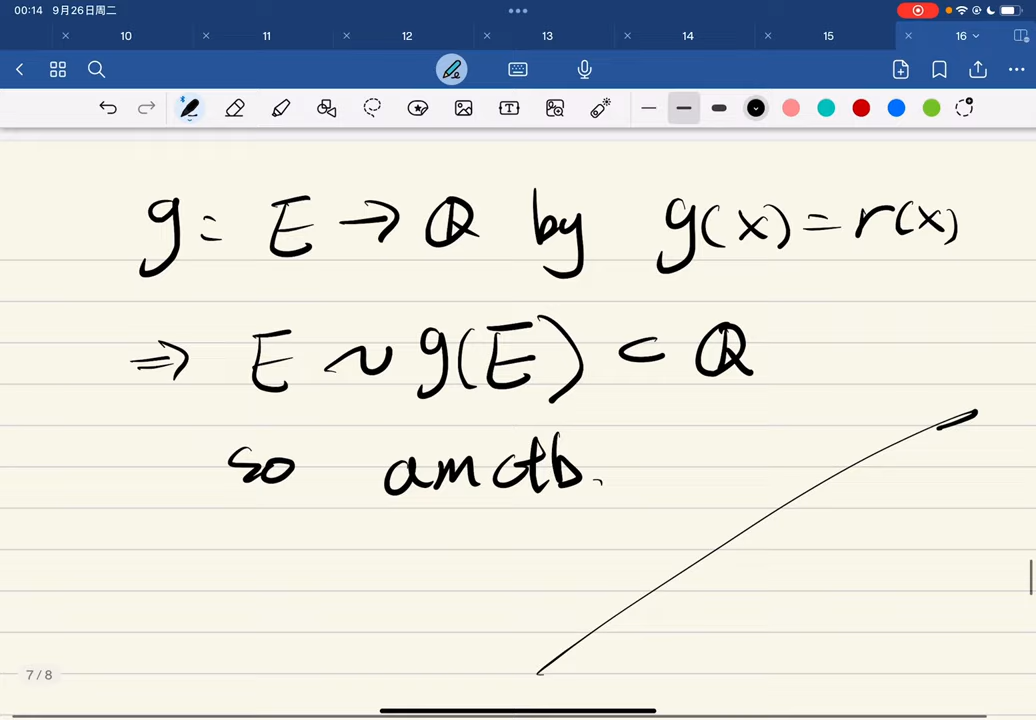 00:14 9月26日周二
10 11 12 13 14 15 16
g: E → ℚ by g(x) = r(x)
⇒ E ~ g(E) ⊂ ℚ
so amctb.
7 / 8